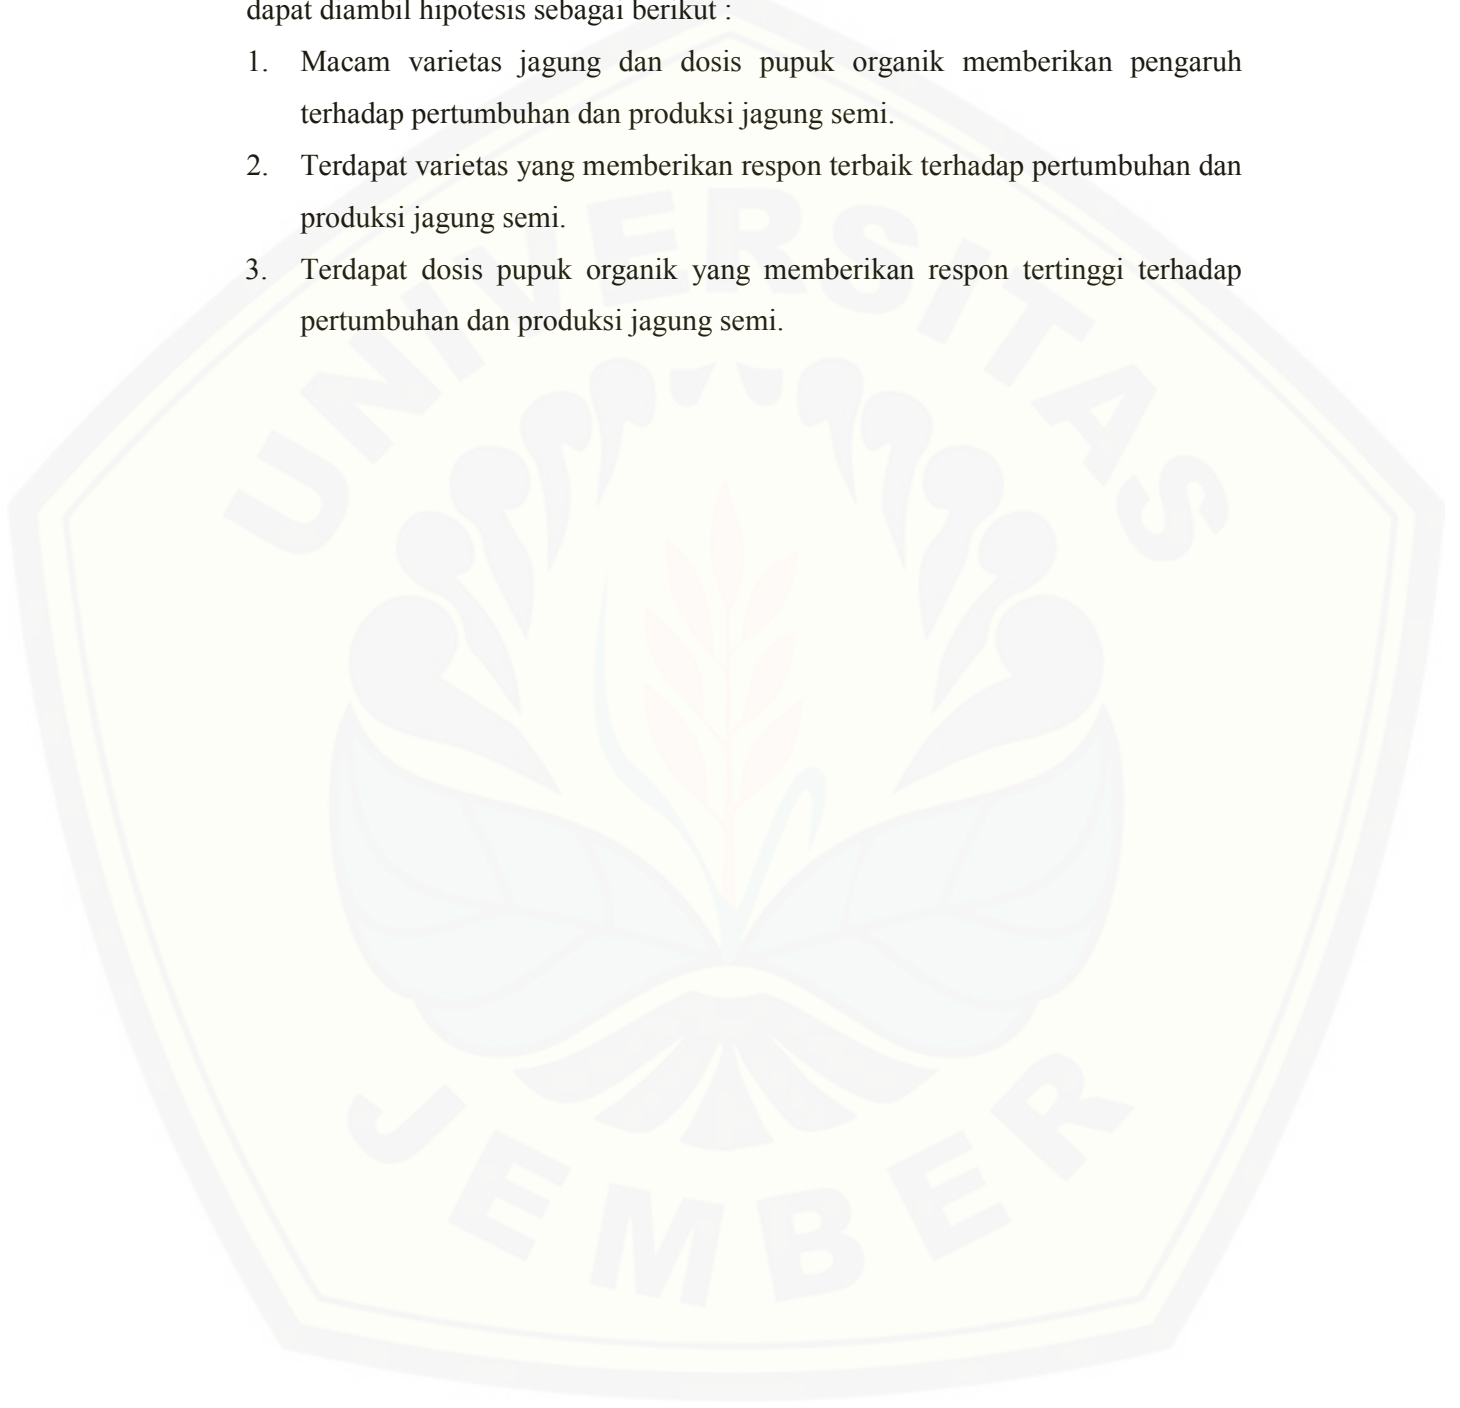 dapat diambil hipotesis sebagai berikut :
1. Macam varietas jagung dan dosis pupuk organik memberikan pengaruh
terhadap pertumbuhan dan produksi jagung semi.
2. Terdapat varietas yang memberikan respon terbaik terhadap pertumbuhan dan
produksi jagung semi.
3. Terdapat dosis pupuk organik yang memberikan respon tertinggi terhadap
pertumbuhan dan produksi jagung semi.
UNIVERSITAS
JEMBER